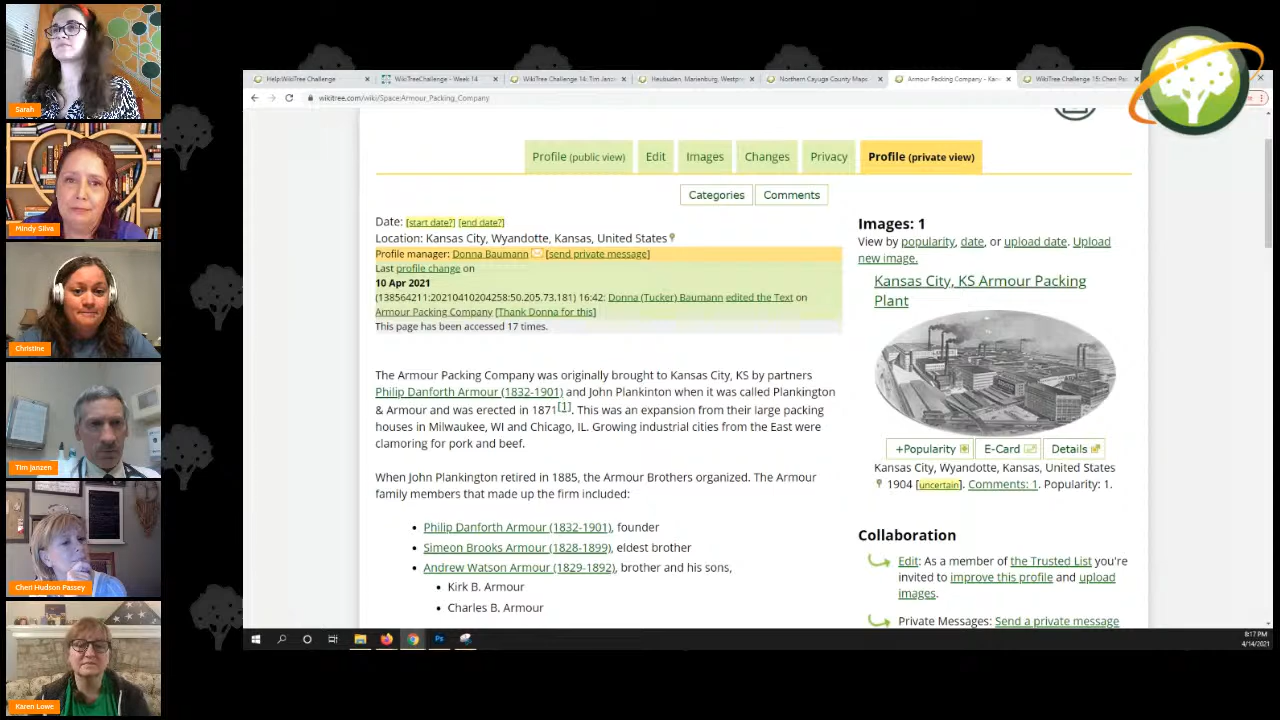 Sarah
Mindy Silva
Christine
Tim Janzen
Cheri Hudson Passey
Karen Lowe
Help:WikiTree Challenge
WikiTreeChallenge - Week 14
WikiTree Challenge 14: Tim Janz
Heubuden, Marienburg, Westpr
Northern Cayuga County Maps
Armour Packing Company - Kan
WikiTree Challenge 15: Cheri Pas
wikitree.com/wiki/Space:Armour_Packing_Company
Profile (public view)
Edit
Images
Changes
Privacy
Profile (private view)
Categories
Comments
Date: [start date?] [end date?]
Location: Kansas City, Wyandotte, Kansas, United States
Profile manager: Donna Baumann [send private message]
Last profile change on
10 Apr 2021
(138564211:20210410204258:50.205.73.181) 16:42: Donna (Tucker) Baumann edited the Text on
Armour Packing Company [Thank Donna for this]
This page has been accessed 17 times.
The Armour Packing Company was originally brought to Kansas City, KS by partners
Philip Danforth Armour (1832-1901) and John Plankinton when it was called Plankington
& Armour and was erected in 1871[1]. This was an expansion from their large packing
houses in Milwaukee, WI and Chicago, IL. Growing industrial cities from the East were
clamoring for pork and beef.
When John Plankington retired in 1885, the Armour Brothers organized. The Armour
family members that made up the firm included:
Philip Danforth Armour (1832-1901), founder
Simeon Brooks Armour (1828-1899), eldest brother
Andrew Watson Armour (1829-1892), brother and his sons,
Kirk B. Armour
Charles B. Armour
Images: 1
View by popularity, date, or upload date. Upload
new image.
Kansas City, KS Armour Packing
Plant
+Popularity
E-Card
Details
Kansas City, Wyandotte, Kansas, United States
1904 [uncertain]. Comments: 1. Popularity: 1.
Collaboration
Edit: As a member of the Trusted List you're
invited to improve this profile and upload
images.
Private Messages: Send a private message
8:17 PM
4/14/2021